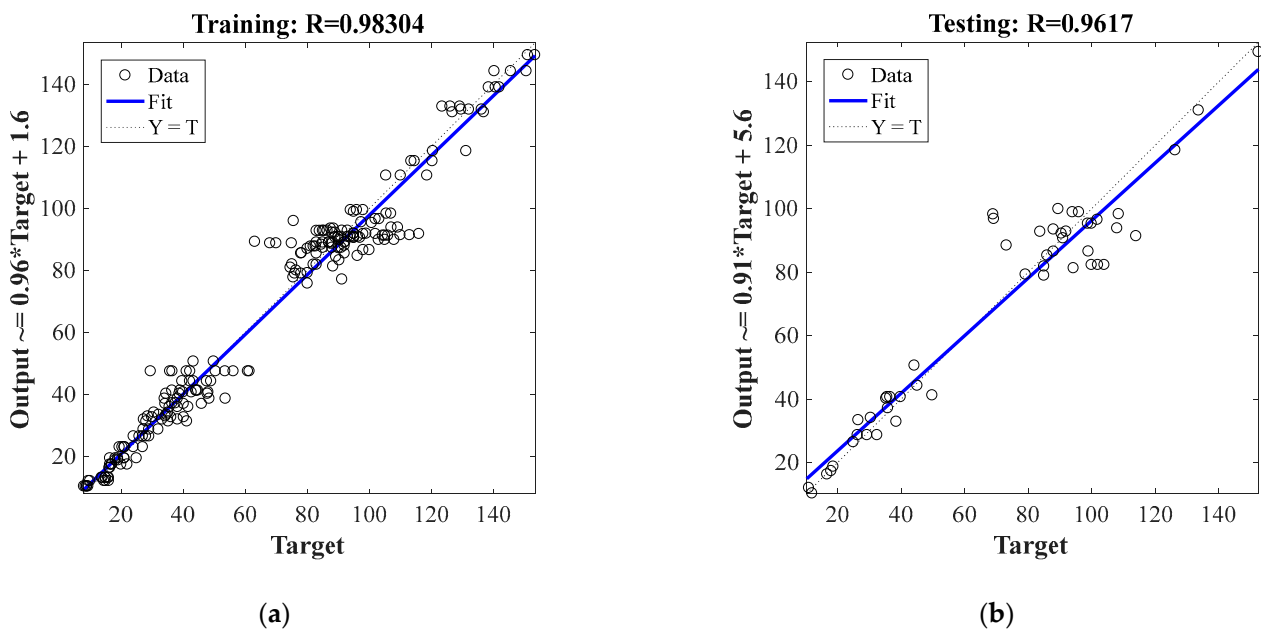 Training: R=0.98304
Output ~= 0.96*Target + 1.6
Data
Fit
Y = T
140
120
100
80
60
40
20
20 40 60 80 100 120 140
Target
(a)
Testing: R=0.9617
Output ~= 0.91*Target + 5.6
Data
Fit
Y = T
140
120
100
80
60
40
20
20 40 60 80 100 120 140
Target
(b)